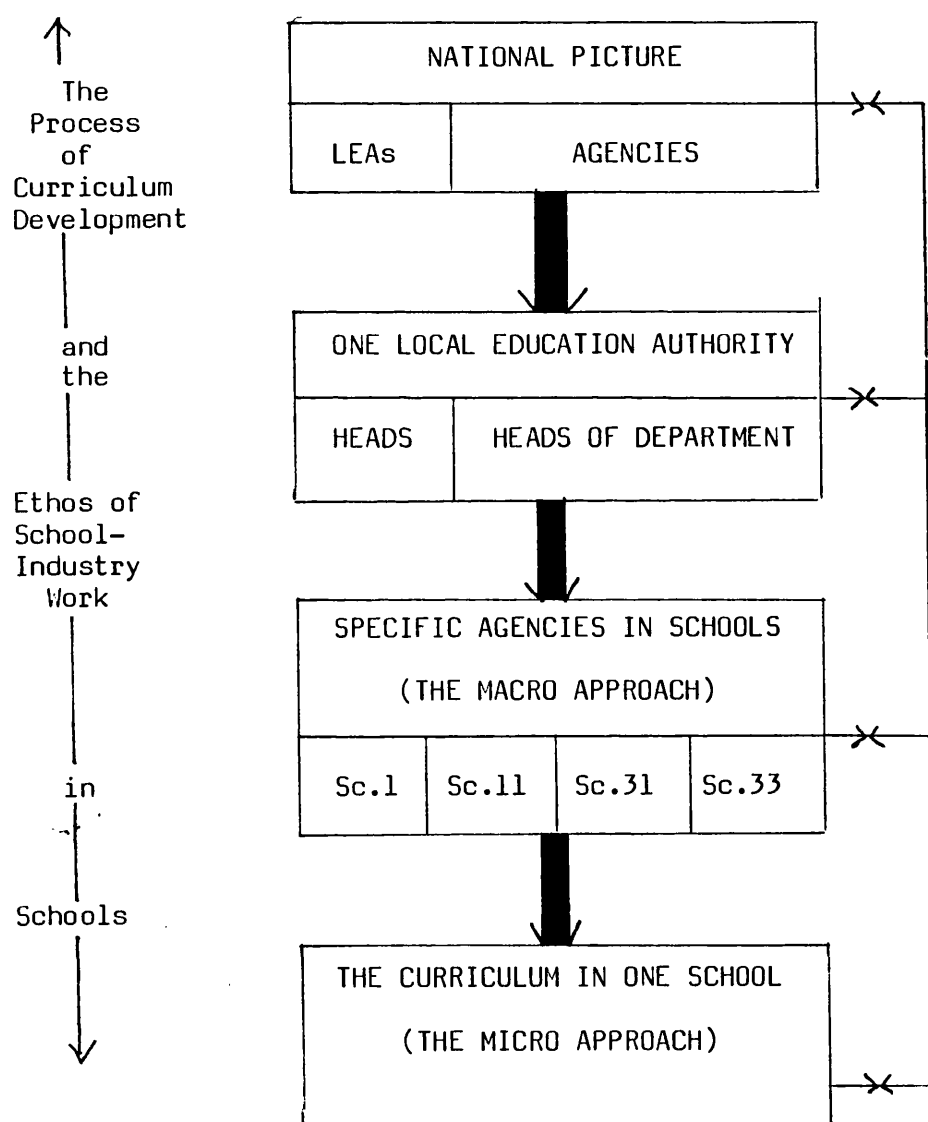 The
Process
of
Curriculum
Development
and
the
Ethos of
School-
Industry
Work
in
Schools
NATIONAL PICTURE
LEAs
AGENCIES
ONE LOCAL EDUCATION AUTHORITY
HEADS
HEADS OF DEPARTMENT
SPECIFIC AGENCIES IN SCHOOLS
(THE MACRO APPROACH)
Sc.1
Sc.11
Sc.31
Sc.33
THE CURRICULUM IN ONE SCHOOL
(THE MICRO APPROACH)